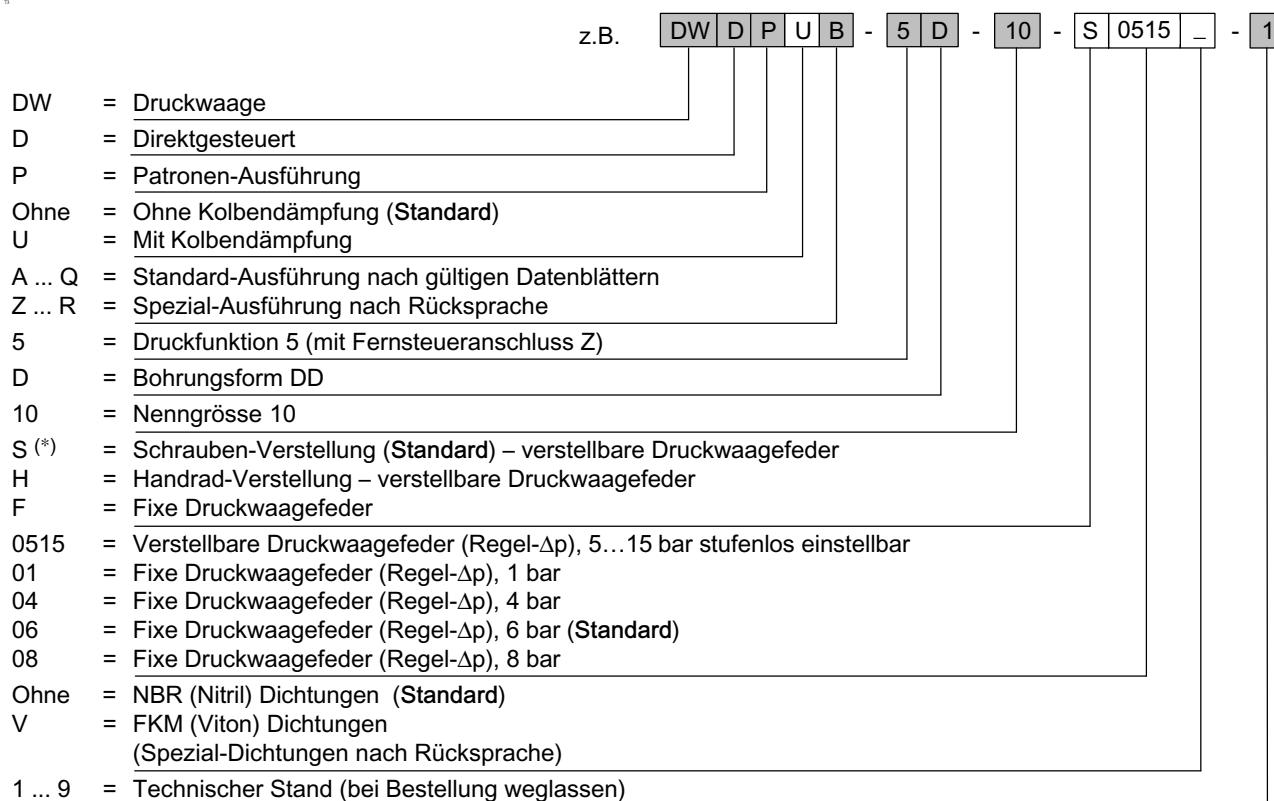 z.B. DW D P U B - 5 D - 10 - S 0515 _ - 1
DW = Druckwaage
D = Direktgesteuert
P = Patronen-Ausführung
Ohne = Ohne Kolbendämpfung (Standard)
U = Mit Kolbendämpfung
A ... Q = Standard-Ausführung nach gültigen Datenblättern
Z ... R = Spezial-Ausführung nach Rücksprache
5 = Druckfunktion 5 (mit Fernsteueranschluss Z)
D = Bohrungsform DD
10 = Nenngrösse 10
S (*) = Schrauben-Verstellung (Standard) – verstellbare Druckwaagefeder
H = Handrad-Verstellung – verstellbare Druckwaagefeder
F = Fixe Druckwaagefeder
0515 = Verstellbare Druckwaagefeder (Regel-∆p), 5…15 bar stufenlos einstellbar
01 = Fixe Druckwaagefeder (Regel-∆p), 1 bar
04 = Fixe Druckwaagefeder (Regel-∆p), 4 bar
06 = Fixe Druckwaagefeder (Regel-∆p), 6 bar (Standard)
08 = Fixe Druckwaagefeder (Regel-∆p), 8 bar
Ohne = NBR (Nitril) Dichtungen (Standard)
V = FKM (Viton) Dichtungen
(Spezial-Dichtungen nach Rücksprache)
1 ... 9 = Technischer Stand (bei Bestellung weglassen)